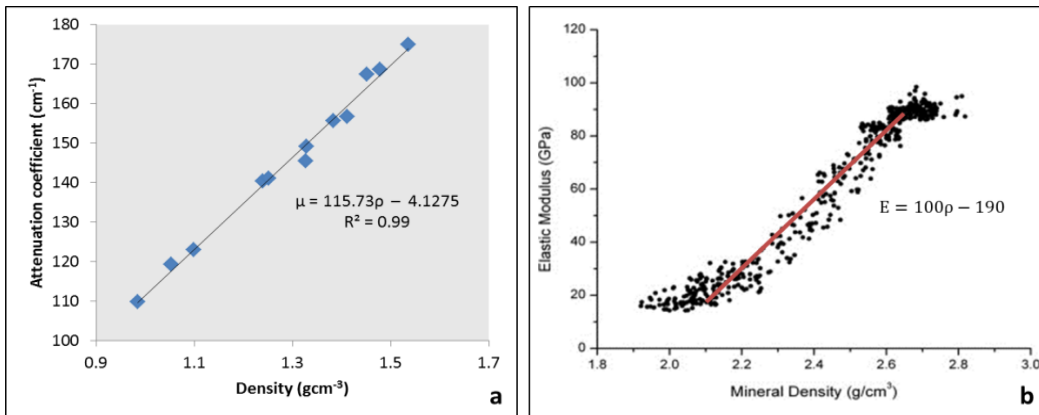 180
170
160
150
140
130
120
110
100
Attenuation coefficient (cm⁻¹)
μ = 115.73ρ − 4.1275
R² = 0.99
0.9 1.1 1.3 1.5 1.7
Density (gcm⁻³)
a
120
100
80
60
40
20
0
Elastic Modulus (GPa)
E = 100ρ − 190
1.8 2.0 2.2 2.4 2.6 2.8 3.0
Mineral Density (g/cm³)
b